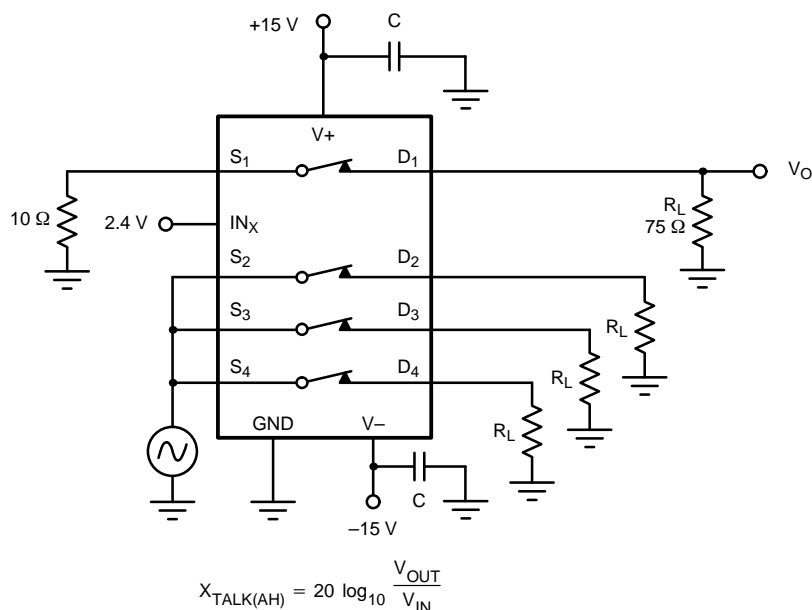 +15 V
C
V+
S1
D1
VO
10 Ω
2.4 V
INX
RL
75 Ω
S2
D2
S3
D3
RL
S4
D4
RL
GND
V–
RL
C
–15 V
XTALK(AH) = 20 log10 VOUT / VIN